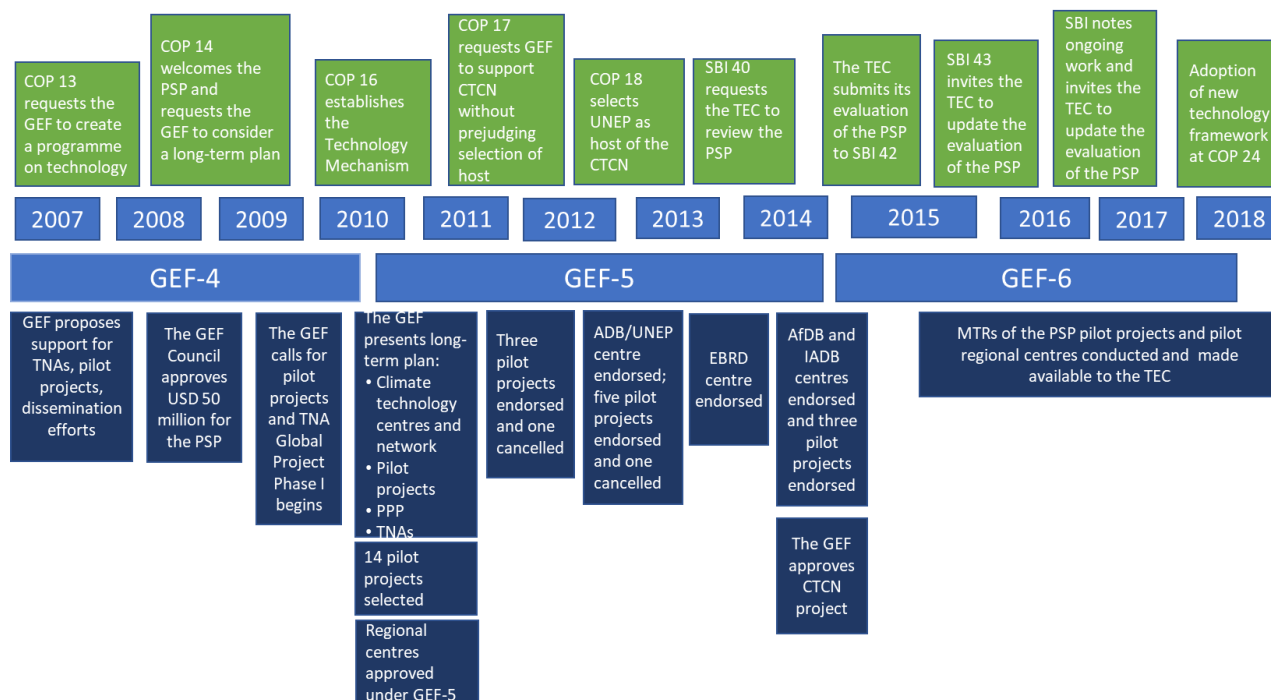 COP 13
requests the
GEF to create
a programme
on technology
COP 14
welcomes the
PSP and
requests the
GEF to consider
a long-term plan
COP 16
establishes
the
Technology
Mechanism
COP 17
requests GEF
to support
CTCN
without
prejudging
selection of
host
COP 18
selects
UNEP as
host of the
CTCN
SBI 40
requests
the TEC to
review the
PSP
The TEC
submits its
evaluation
of the PSP
to SBI 42
SBI 43
invites the
TEC to
update the
evaluation
of the PSP
SBI notes
ongoing
work and
invites the
TEC to
update the
evaluation
of the PSP
Adoption
of new
technology
framework
at COP 24
2007
2008
2009
2010
2011
2012
2013
2014
2015
2016
2017
2018
GEF-4
GEF-5
GEF-6
GEF proposes
support for
TNAs, pilot
projects,
dissemination
efforts
The GEF
Council
approves
USD 50
million for
the PSP
The GEF
calls for
pilot
projects
and TNA
Global
Project
Phase I
begins
The GEF
presents long-
term plan:
• Climate
technology
centres and
network
• Pilot
projects
• PPP
• TNAs
14 pilot
projects
selected
Regional
centres
approved
under GEF-5
Three
pilot
projects
endorsed
and one
cancelled
ADB/UNEP
centre
endorsed;
five pilot
projects
endorsed
and one
cancelled
EBRD
centre
endorsed
AfDB and
IADB
centres
endorsed
and three
pilot
projects
endorsed
The GEF
approves
CTCN
project
MTRs of the PSP pilot projects and pilot
regional centres conducted and made
available to the TEC